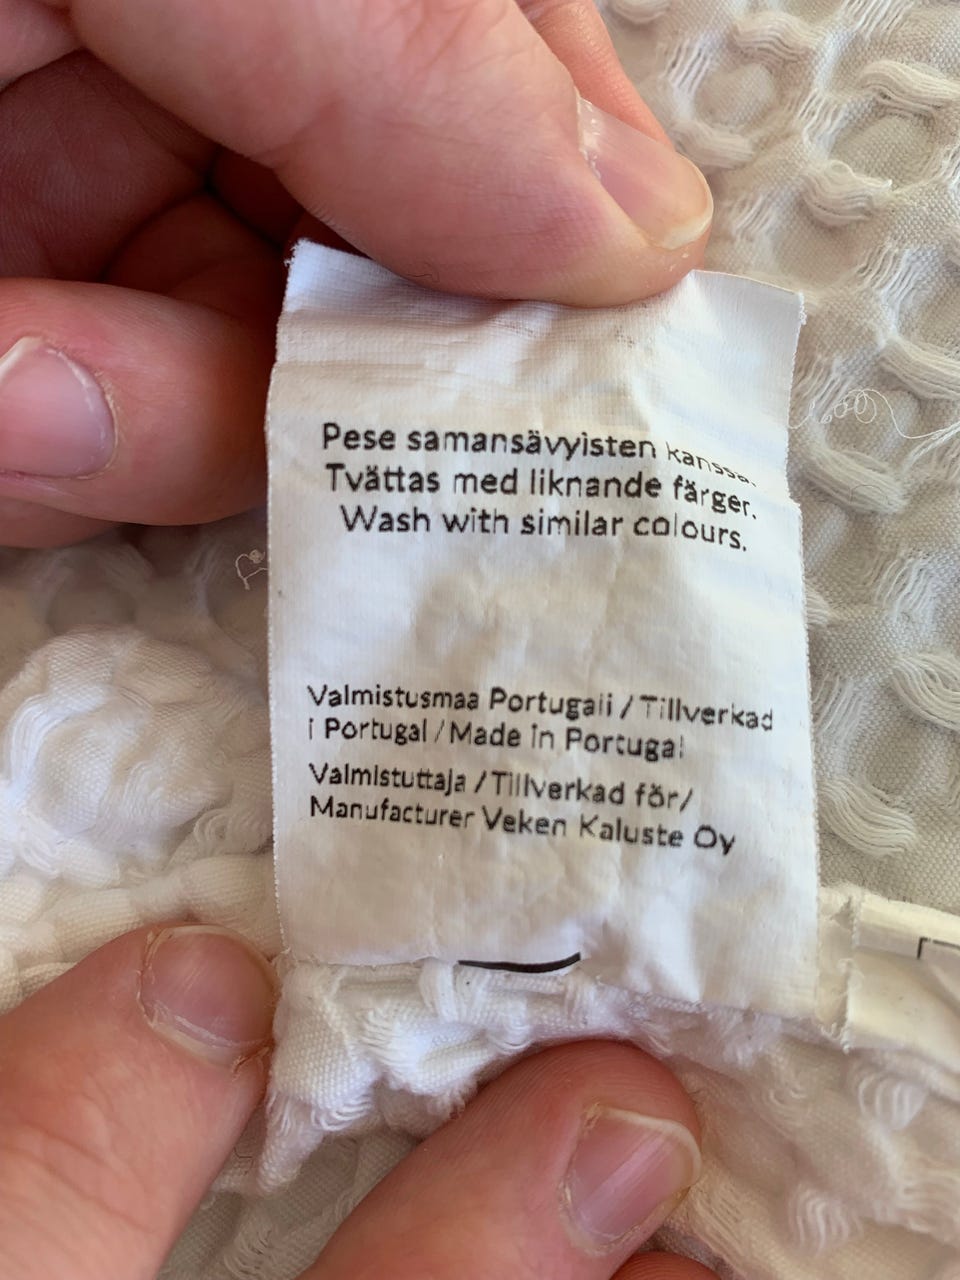 Pese samansävyisten kanssa.
Tvättas med liknande färger.
Wash with similar colours.
Valmistusmaa Portugali / Tillverkad
i Portugal / Made in Portugal
Valmistuttaja / Tillverkad för/
Manufacturer Veken Kaluste Oy